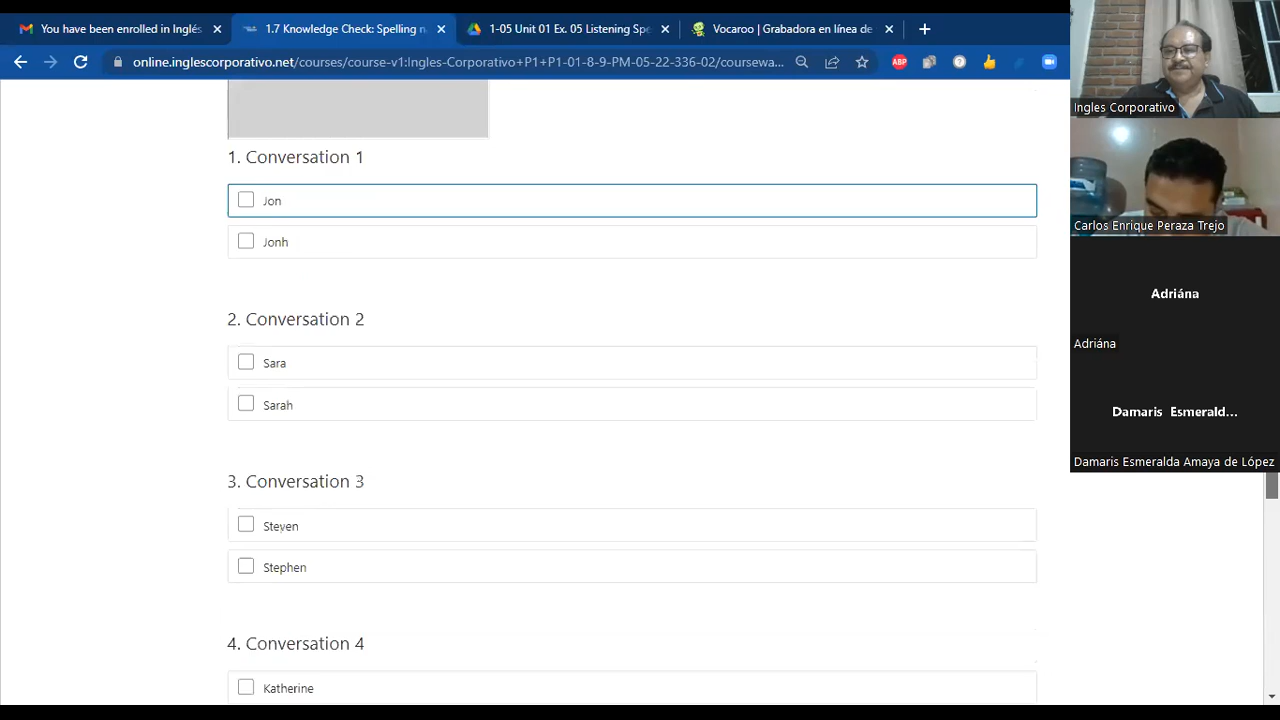 You have been enrolled in Inglés
1.7 Knowledge Check: Spelling
1-05 Unit 01 Ex. 05 Listening Spe
Vocaroo | Grabadora en línea de
online.inglescorporativo.net/courses/course-v1:Ingles-Corporativo+P1+P1-01-8-9-PM-05-22-336-02/coursewa...
ABP
1. Conversation 1
Jon
Jonh
2. Conversation 2
Sara
Sarah
3. Conversation 3
Steven
Stephen
4. Conversation 4
Katherine
Ingles Corporativo
Carlos Enrique Peraza Trejo
Adriána
Adriána
Damaris Esmerald...
Damaris Esmeralda Amaya de López